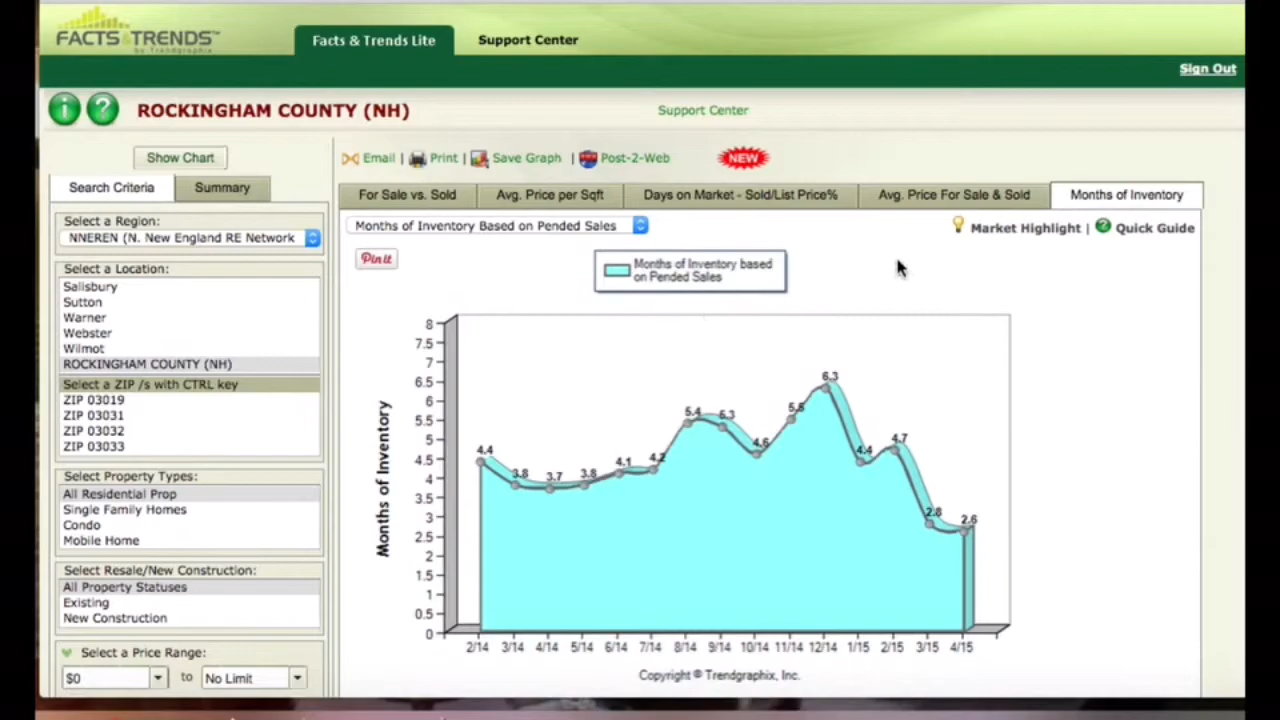 FACTS & TRENDS™
by Trendgraphix
Facts & Trends Lite
Support Center
Sign Out
ROCKINGHAM COUNTY (NH)
Support Center
Show Chart
Email | Print | Save Graph | Post-2-Web
NEW
Search Criteria
Summary
For Sale vs. Sold
Avg. Price per Sqft
Days on Market - Sold/List Price%
Avg. Price For Sale & Sold
Months of Inventory
Select a Region:
NNEREN (N. New England RE Network
Select a Location:
Salisbury
Sutton
Warner
Webster
Wilmot
ROCKINGHAM COUNTY (NH)
Select a ZIP /s with CTRL key
ZIP 03019
ZIP 03031
ZIP 03032
ZIP 03033
Select Property Types:
All Residential Prop
Single Family Homes
Condo
Mobile Home
Select Resale/New Construction:
All Property Statuses
Existing
New Construction
Select a Price Range:
$0 to No Limit
Months of Inventory Based on Pended Sales
Market Highlight | Quick Guide
Pin it
Months of Inventory based
on Pended Sales
Months of Inventory
8
7.5
7
6.5
6
5.5
5
4.5
4
3.5
3
2.5
2
1.5
1
0.5
0
4.4 3.8 3.7 3.8 4.1 4.2 5.4 5.3 4.6 5.5 6.3 4.4 4.7 2.8 2.6
2/14 3/14 4/14 5/14 6/14 7/14 8/14 9/14 10/14 11/14 12/14 1/15 2/15 3/15 4/15
Copyright ® Trendgraphix, Inc.